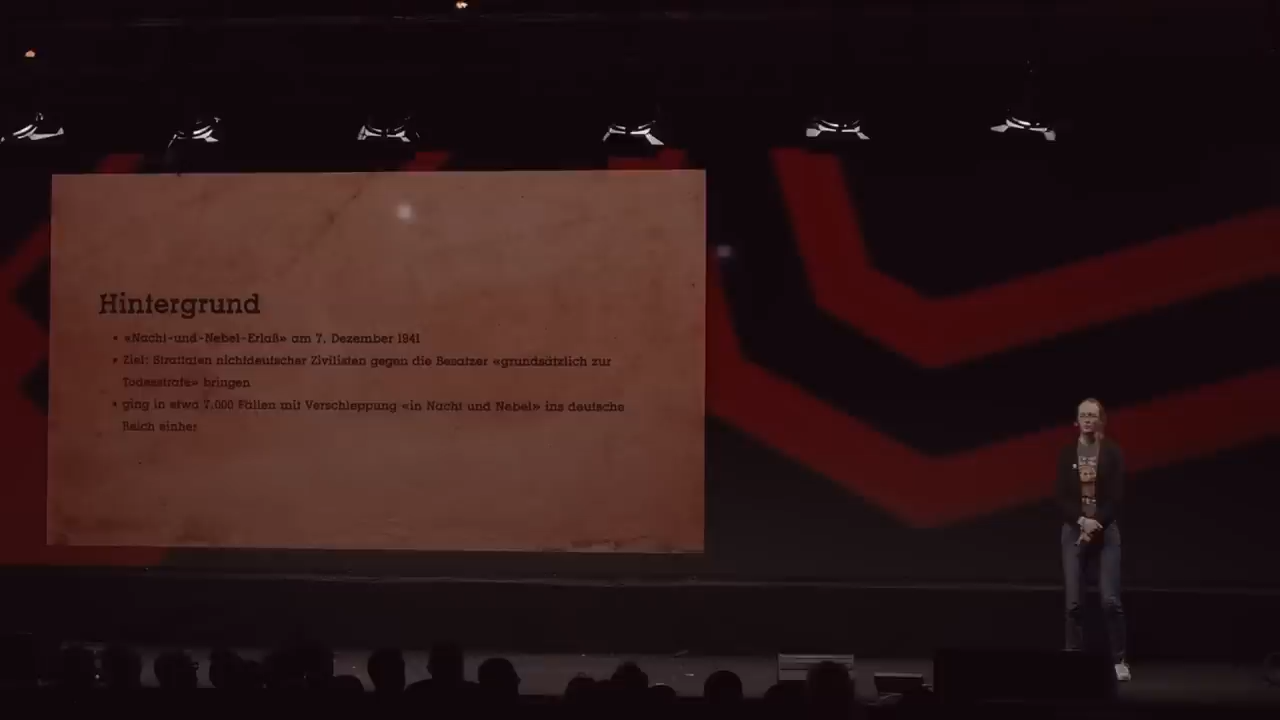 Hintergrund
• «Nacht-und-Nebel-Erlaß» am 7. Dezember 1941
• Ziel: Straftaten nichtdeutscher Zivilisten gegen die Besatzer «grundsätzlich zur
Todesstrafe» bringen
• ging in etwa 7.000 Fällen mit Verschleppung «in Nacht und Nebel» ins deutsche
Reich einher